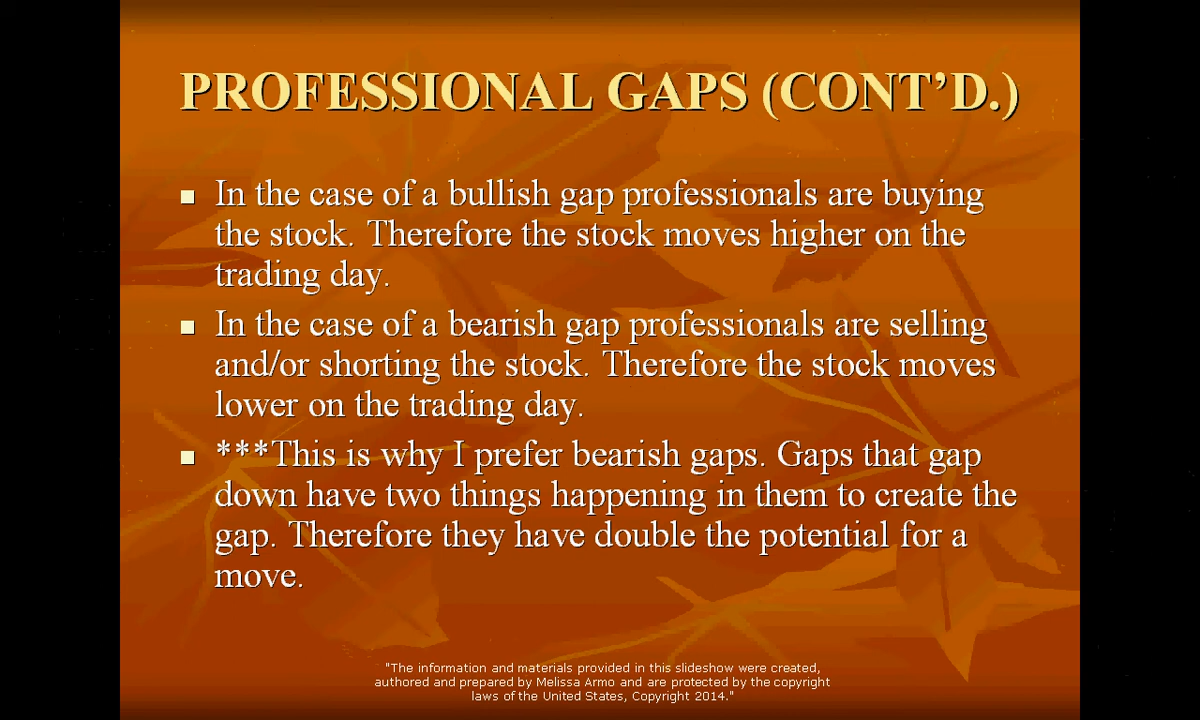 PROFESSIONAL GAPS (CONT’D.)
In the case of a bullish gap professionals are buying
the stock. Therefore the stock moves higher on the
trading day.
In the case of a bearish gap professionals are selling
and/or shorting the stock. Therefore the stock moves
lower on the trading day.
***This is why I prefer bearish gaps. Gaps that gap
down have two things happening in them to create the
gap. Therefore they have double the potential for a
move.
"The information and materials provided in this slideshow were created,
authored and prepared by Melissa Armo and are protected by the copyright
laws of the United States, Copyright 2014."